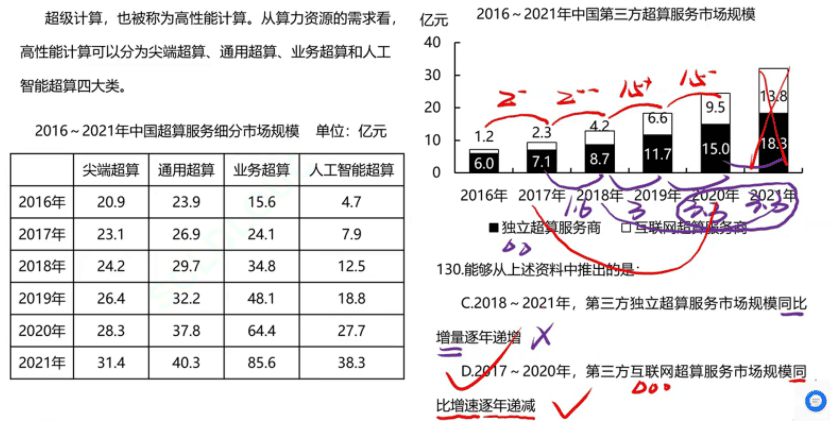 超级计算，也被称为高性能计算。从算力资源的需求看，
高性能计算可以分为尖端超算、通用超算、业务超算和人工
智能超算四大类。
2016～2021年中国超算服务细分市场规模 单位：亿元
尖端超算 通用超算 业务超算 人工智能超算
2016年 20.9 23.9 15.6 4.7
2017年 23.1 26.9 24.1 7.9
2018年 24.2 29.7 34.8 12.5
2019年 26.4 32.2 48.1 18.8
2020年 28.3 37.8 64.4 27.7
2021年 31.4 40.3 85.6 38.3
2016～2021年中国第三方超算服务市场规模
亿元
40
30
20
10
0
1.2 2.3 4.2 6.6 9.5 13.8
6.0 7.1 8.7 11.7 15.0 18.3
2016年 2017年 2018年 2019年 2020年 2021年
2⁻ 2⁻⁻ 1.5⁺ 1.5⁻
1.6 3 3.3 3.3
■独立超算服务商 □互联网超算服务商
130.能够从上述资料中推出的是：
C.2018～2021年，第三方独立超算服务市场规模同比
增量逐年递增
D.2017～2020年，第三方互联网超算服务市场规模同
比增速逐年递减